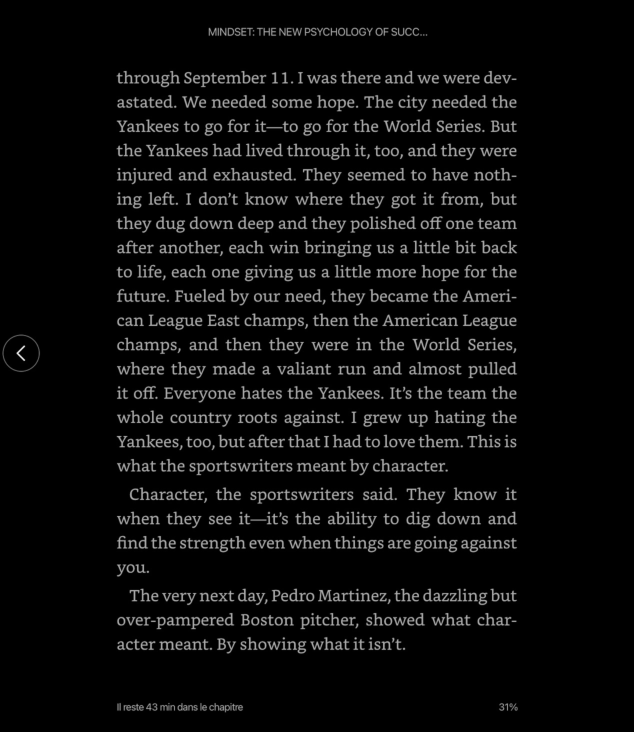 MINDSET: THE NEW PSYCHOLOGY OF SUCC...
through September 11. I was there and we were dev-
astated. We needed some hope. The city needed the
Yankees to go for it—to go for the World Series. But
the Yankees had lived through it, too, and they were
injured and exhausted. They seemed to have noth-
ing left. I don’t know where they got it from, but
they dug down deep and they polished off one team
after another, each win bringing us a little bit back
to life, each one giving us a little more hope for the
future. Fueled by our need, they became the Ameri-
can League East champs, then the American League
champs, and then they were in the World Series,
where they made a valiant run and almost pulled
it off. Everyone hates the Yankees. It’s the team the
whole country roots against. I grew up hating the
Yankees, too, but after that I had to love them. This is
what the sportswriters meant by character.
Character, the sportswriters said. They know it
when they see it—it’s the ability to dig down and
find the strength even when things are going against
you.
The very next day, Pedro Martinez, the dazzling but
over-pampered Boston pitcher, showed what char-
acter meant. By showing what it isn’t.
Il reste 43 min dans le chapitre 31%